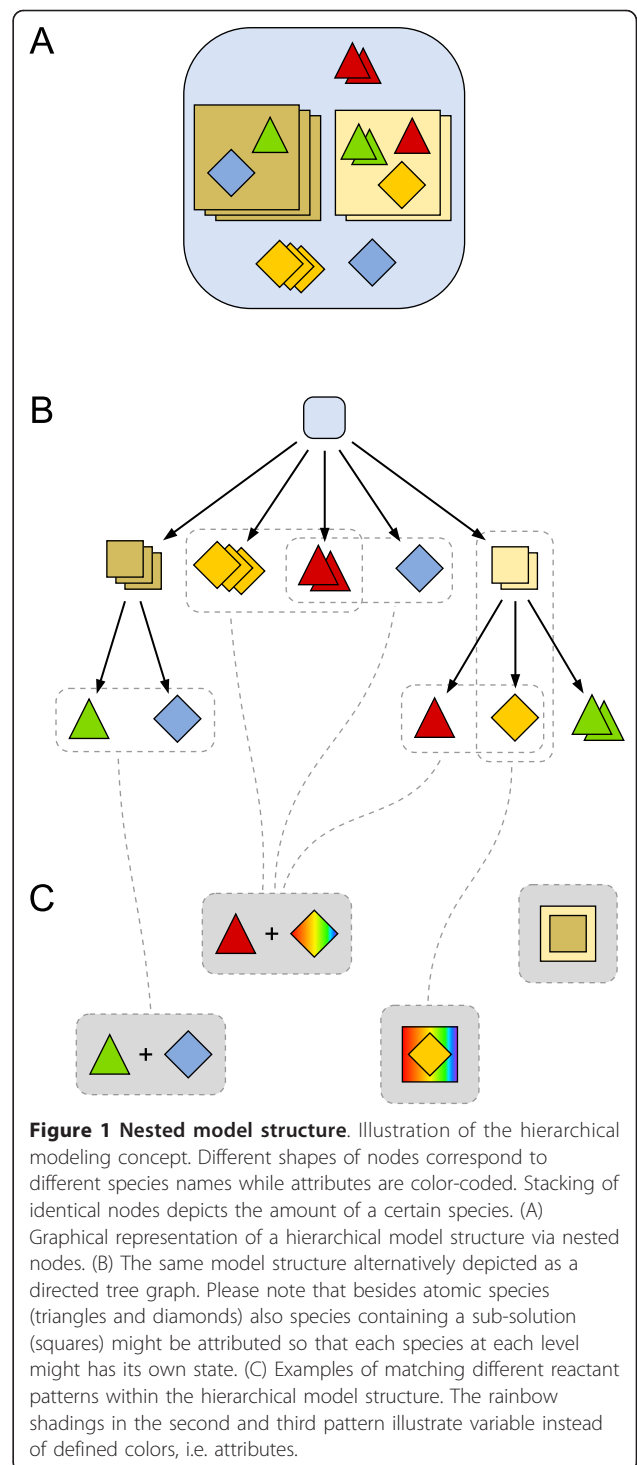 A
B
C
+
+
Figure 1 Nested model structure. Illustration of the hierarchical
modeling concept. Different shapes of nodes correspond to
different species names while attributes are color-coded. Stacking of
identical nodes depicts the amount of a certain species. (A)
Graphical representation of a hierarchical model structure via nested
nodes. (B) The same model structure alternatively depicted as a
directed tree graph. Please note that besides atomic species
(triangles and diamonds) also species containing a sub-solution
(squares) might be attributed so that each species at each level
might has its own state. (C) Examples of matching different reactant
patterns within the hierarchical model structure. The rainbow
shadings in the second and third pattern illustrate variable instead
of defined colors, i.e. attributes.